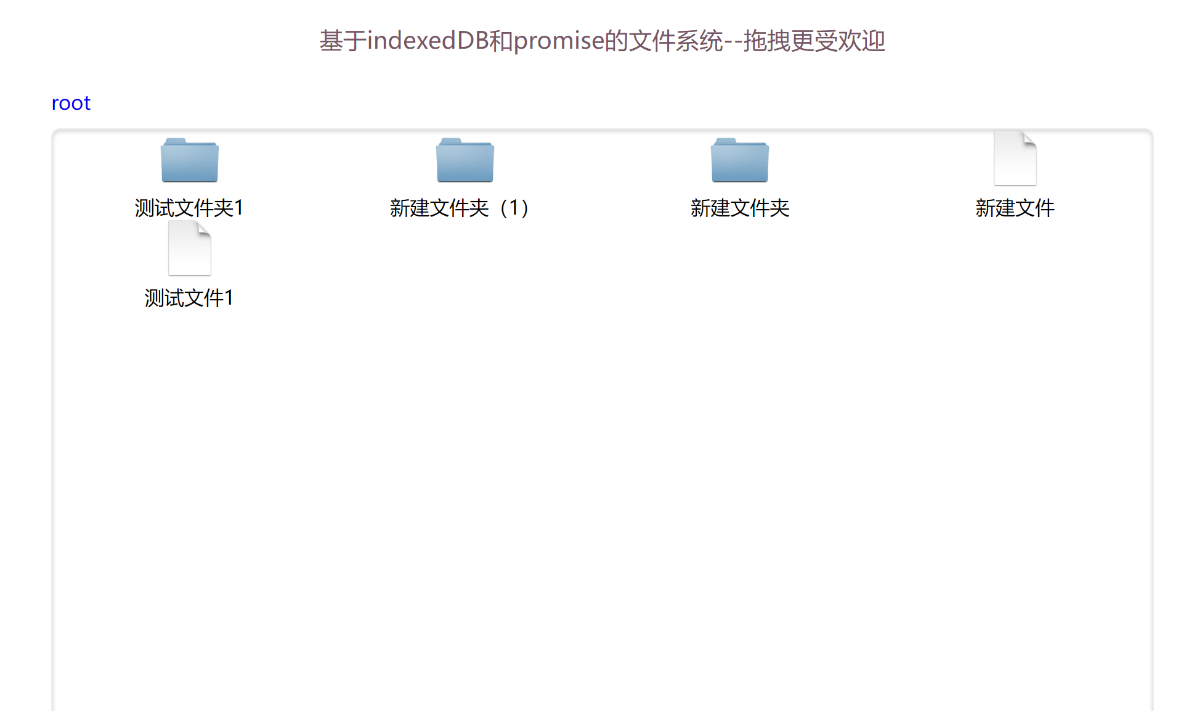 基于indexedDB和promise的文件系统--拖拽更受欢迎
root
测试文件夹1
新建文件夹（1）
新建文件夹
新建文件
测试文件1